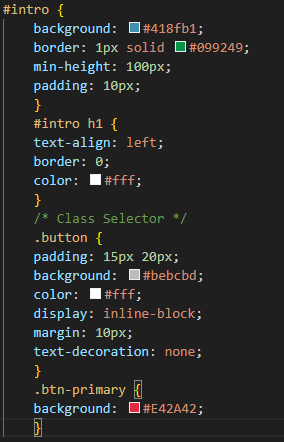 #intro {
background: #418fb1;
border: 1px solid #099249;
min-height: 100px;
padding: 10px;
}
#intro h1 {
text-align: left;
border: 0;
color: #fff;
}
/* Class Selector */
.button {
padding: 15px 20px;
background: #bebcbd;
color: #fff;
display: inline-block;
margin: 10px;
text-decoration: none;
}
.btn-primary {
background: #E42A42;
}